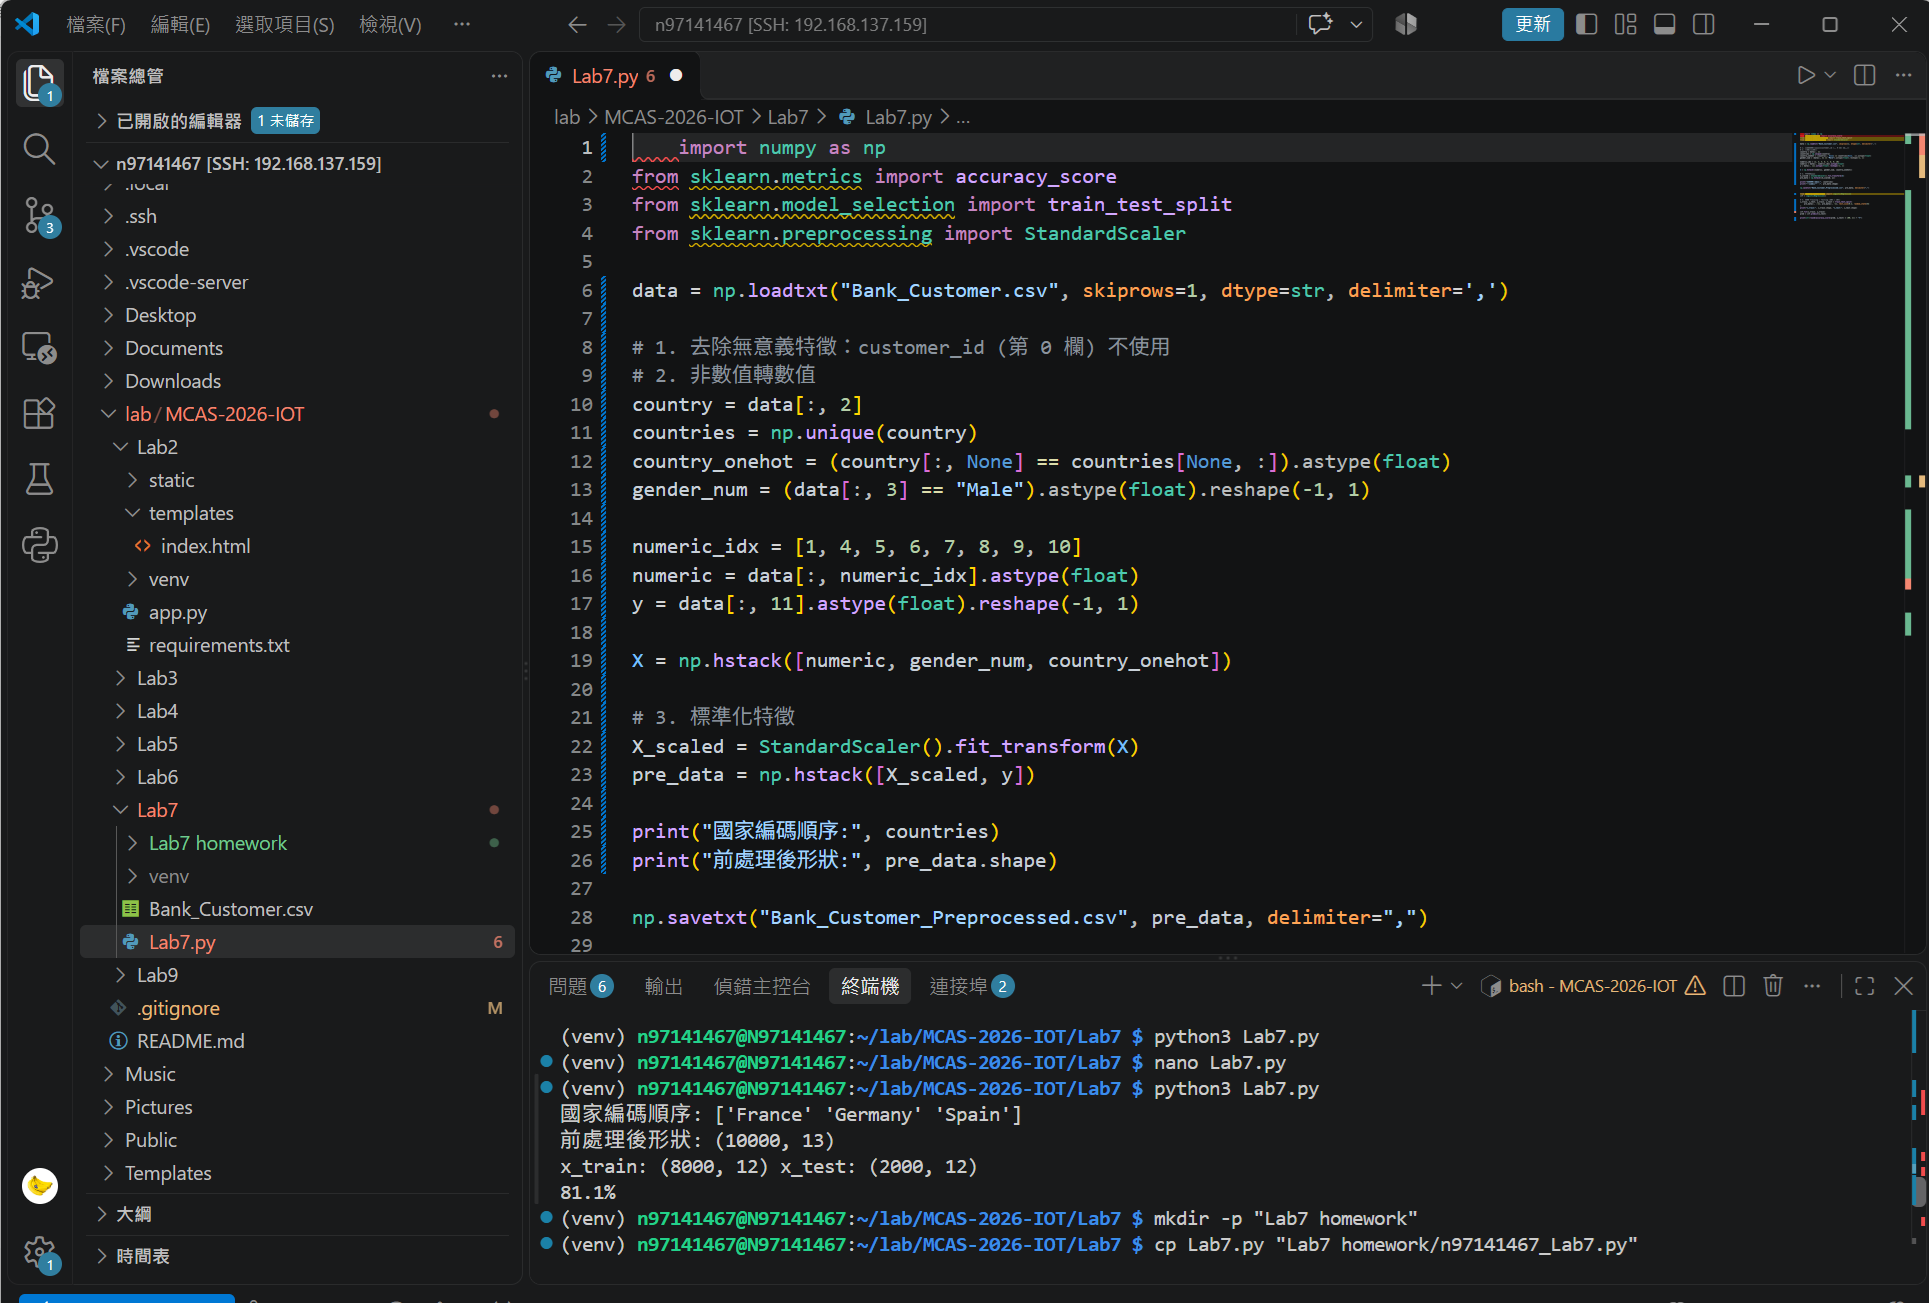 檔案(F) 編輯(E) 選取項目(S) 檢視(V) ··· n97141467 [SSH: 192.168.137.159] 更新
檔案總管
已開啟的編輯器 1 未儲存
n97141467 [SSH: 192.168.137.159]
.local
.ssh
.vscode
.vscode-server
Desktop
Documents
Downloads
lab / MCAS-2026-IOT
Lab2
static
templates
index.html
venv
app.py
requirements.txt
Lab3
Lab4
Lab5
Lab6
Lab7
Lab7 homework
venv
Bank_Customer.csv
Lab7.py 6
Lab9
.gitignore M
README.md
Music
Pictures
Public
Templates
大綱
時間表
1
3
1
Lab7.py 6
lab > MCAS-2026-IOT > Lab7 > Lab7.py > ...
1 import numpy as np
2 from sklearn.metrics import accuracy_score
3 from sklearn.model_selection import train_test_split
4 from sklearn.preprocessing import StandardScaler
5
6 data = np.loadtxt("Bank_Customer.csv", skiprows=1, dtype=str, delimiter=',')
7
8 # 1. 去除無意義特徵：customer_id (第 0 欄) 不使用
9 # 2. 非數值轉數值
10 country = data[:, 2]
11 countries = np.unique(country)
12 country_onehot = (country[:, None] == countries[None, :]).astype(float)
13 gender_num = (data[:, 3] == "Male").astype(float).reshape(-1, 1)
14
15 numeric_idx = [1, 4, 5, 6, 7, 8, 9, 10]
16 numeric = data[:, numeric_idx].astype(float)
17 y = data[:, 11].astype(float).reshape(-1, 1)
18
19 X = np.hstack([numeric, gender_num, country_onehot])
20
21 # 3. 標準化特徵
22 X_scaled = StandardScaler().fit_transform(X)
23 pre_data = np.hstack([X_scaled, y])
24
25 print("國家編碼順序:", countries)
26 print("前處理後形狀:", pre_data.shape)
27
28 np.savetxt("Bank_Customer_Preprocessed.csv", pre_data, delimiter=",")
29
問題 6 輸出 偵錯主控台 終端機 連接埠 2 bash - MCAS-2026-IOT
(venv) n97141467@N97141467:~/lab/MCAS-2026-IOT/Lab7 $ python3 Lab7.py
(venv) n97141467@N97141467:~/lab/MCAS-2026-IOT/Lab7 $ nano Lab7.py
(venv) n97141467@N97141467:~/lab/MCAS-2026-IOT/Lab7 $ python3 Lab7.py
國家編碼順序: ['France' 'Germany' 'Spain']
前處理後形狀: (10000, 13)
x_train: (8000, 12) x_test: (2000, 12)
81.1%
(venv) n97141467@N97141467:~/lab/MCAS-2026-IOT/Lab7 $ mkdir -p "Lab7 homework"
(venv) n97141467@N97141467:~/lab/MCAS-2026-IOT/Lab7 $ cp Lab7.py "Lab7 homework/n97141467_Lab7.py"